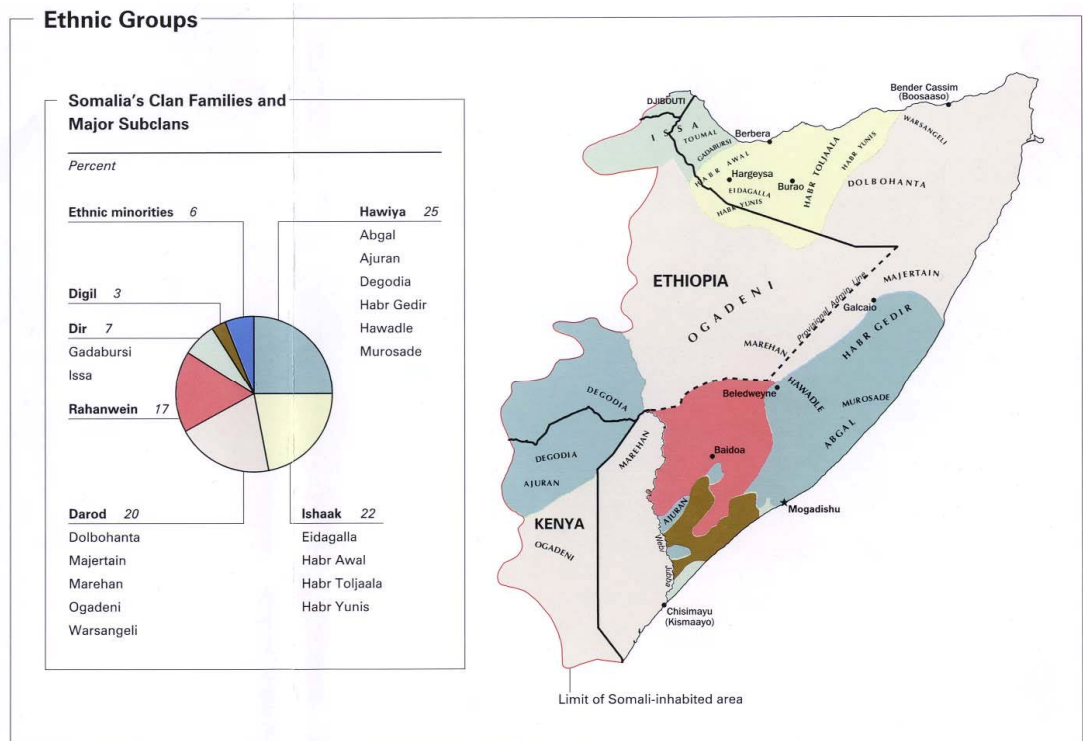 Ethnic Groups
Somalia's Clan Families and
Major Subclans
Percent
Ethnic minorities 6
Hawiya 25
Abgal
Ajuran
Degodia
Habr Gedir
Hawadle
Murosade
Digil 3
Dir 7
Gadabursi
Issa
Rahanwein 17
Darod 20
Dolbohanta
Majertain
Marehan
Ogadeni
Warsangeli
Ishaak 22
Eidagalla
Habr Awal
Habr Toljaala
Habr Yunis
DJIBOUTI
ISSA
TOUMAL
GADABURSI
Berbera
Bender Cassim
(Boosaaso)
WARSANGELI
HABR AWAL
Hargeysa
EIDAGALLA
HABR YUNIS
Burao
HABR TOLJAALA
HABR YUNIS
DOLBOHANTA
ETHIOPIA
OGADENI
MAJERTAIN
Provisional Admin. Line
Galcaio
HABR GEDIR
MAREHAN
Beledweyne
HAWADLE
MUROSADE
ABGAL
DEGODIA
DEGODIA
AJURAN
MAREHAN
Baidoa
AJURAN
Mogadishu
KENYA
OGADENI
Webi Jubba
Chisimayu
(Kismaayo)
Limit of Somali-inhabited area